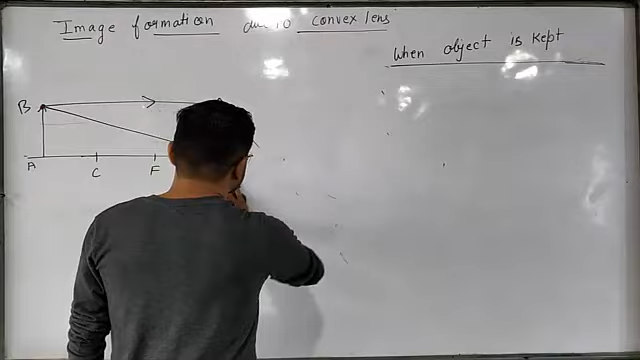 Image formation due to convex lens
When object is kept
B
A
C
F